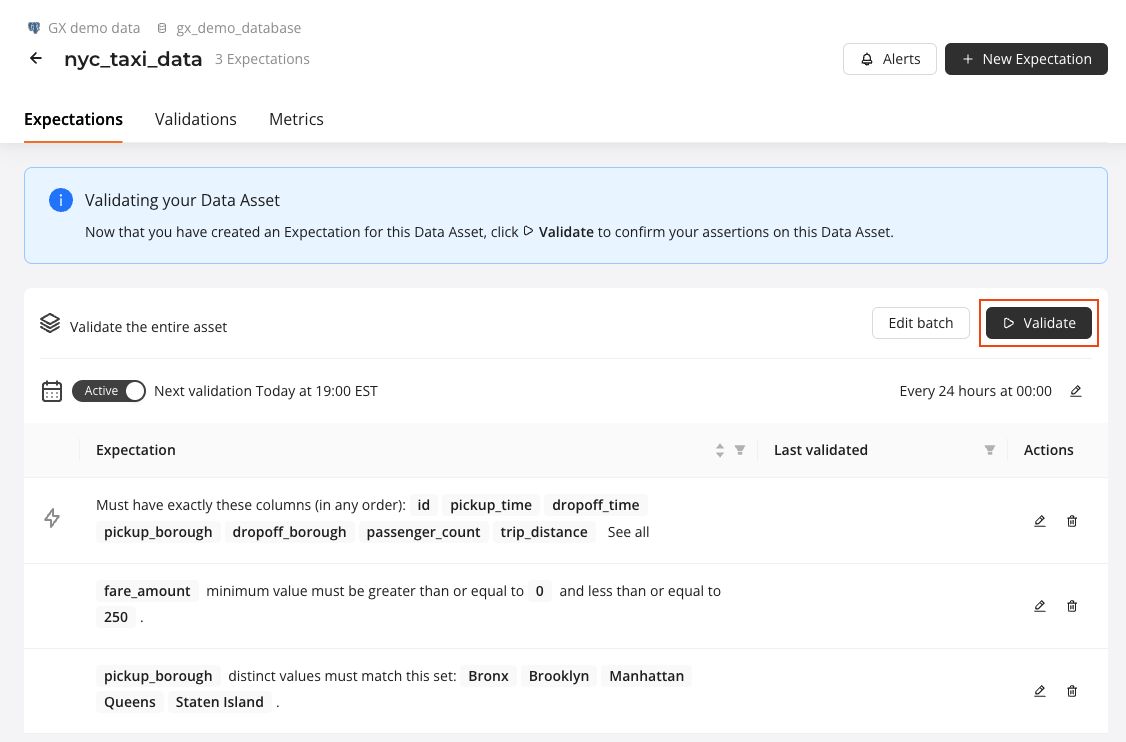 GX demo data gx_demo_database
nyc_taxi_data 3 Expectations
Alerts
+ New Expectation
Expectations Validations Metrics
Validating your Data Asset
Now that you have created an Expectation for this Data Asset, click Validate to confirm your assertions on this Data Asset.
Validate the entire asset
Edit batch
Validate
Active Next validation Today at 19:00 EST
Every 24 hours at 00:00
Expectation Last validated Actions
Must have exactly these columns (in any order): id pickup_time dropoff_time
pickup_borough dropoff_borough passenger_count trip_distance See all
fare_amount minimum value must be greater than or equal to 0 and less than or equal to
250 .
pickup_borough distinct values must match this set: Bronx Brooklyn Manhattan
Queens Staten Island .